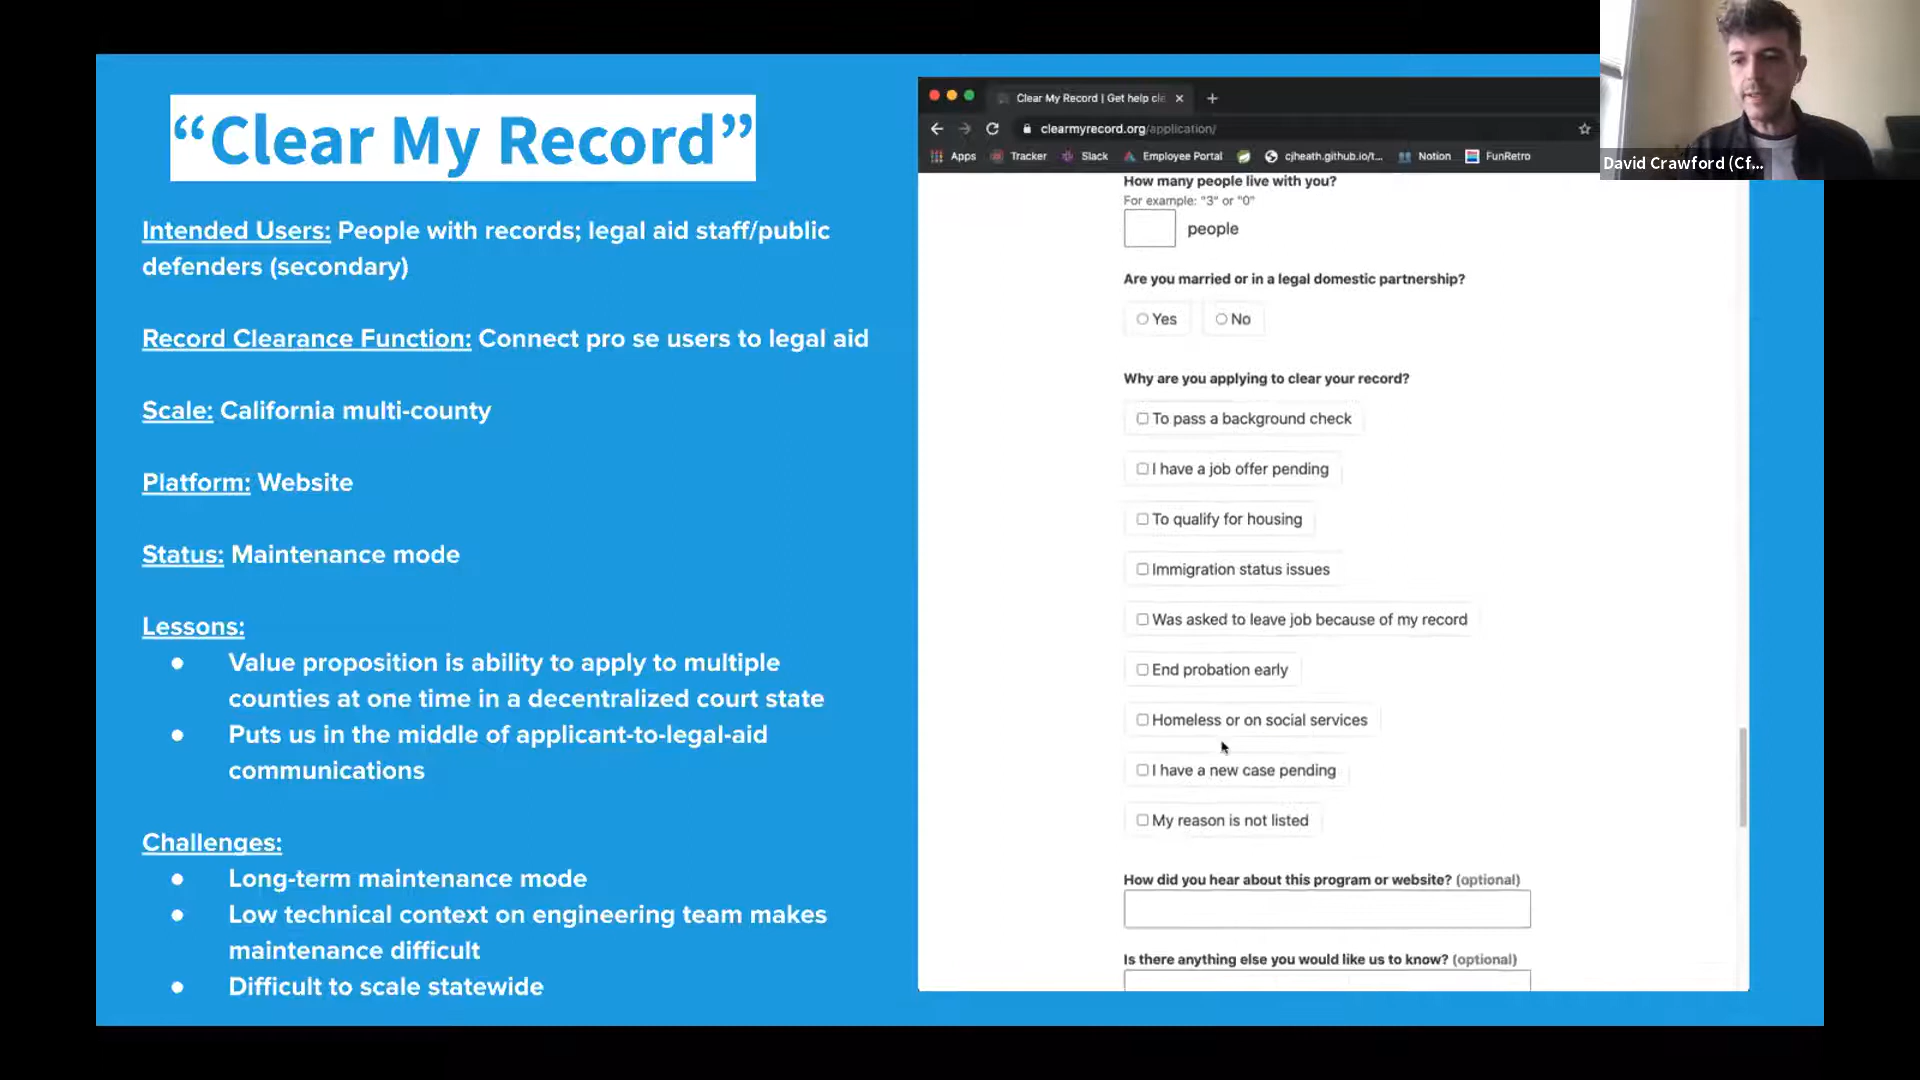 “Clear My Record”
Intended Users: People with records; legal aid staff/public
defenders (secondary)
Record Clearance Function: Connect pro se users to legal aid
Scale: California multi-county
Platform: Website
Status: Maintenance mode
Lessons:
● Value proposition is ability to apply to multiple
counties at one time in a decentralized court state
● Puts us in the middle of applicant-to-legal-aid
communications
Challenges:
● Long-term maintenance mode
● Low technical context on engineering team makes
maintenance difficult
● Difficult to scale statewide
Clear My Record | Get help cle
clearmyrecord.org/application/
Apps Tracker Slack Employee Portal cjheath.github.io/t... Notion FunRetro
How many people live with you?
For example: "3" or "0"
people
Are you married or in a legal domestic partnership?
Yes No
Why are you applying to clear your record?
To pass a background check
I have a job offer pending
To qualify for housing
Immigration status issues
Was asked to leave job because of my record
End probation early
Homeless or on social services
I have a new case pending
My reason is not listed
How did you hear about this program or website? (optional)
Is there anything else you would like us to know? (optional)
David Crawford (Cf...